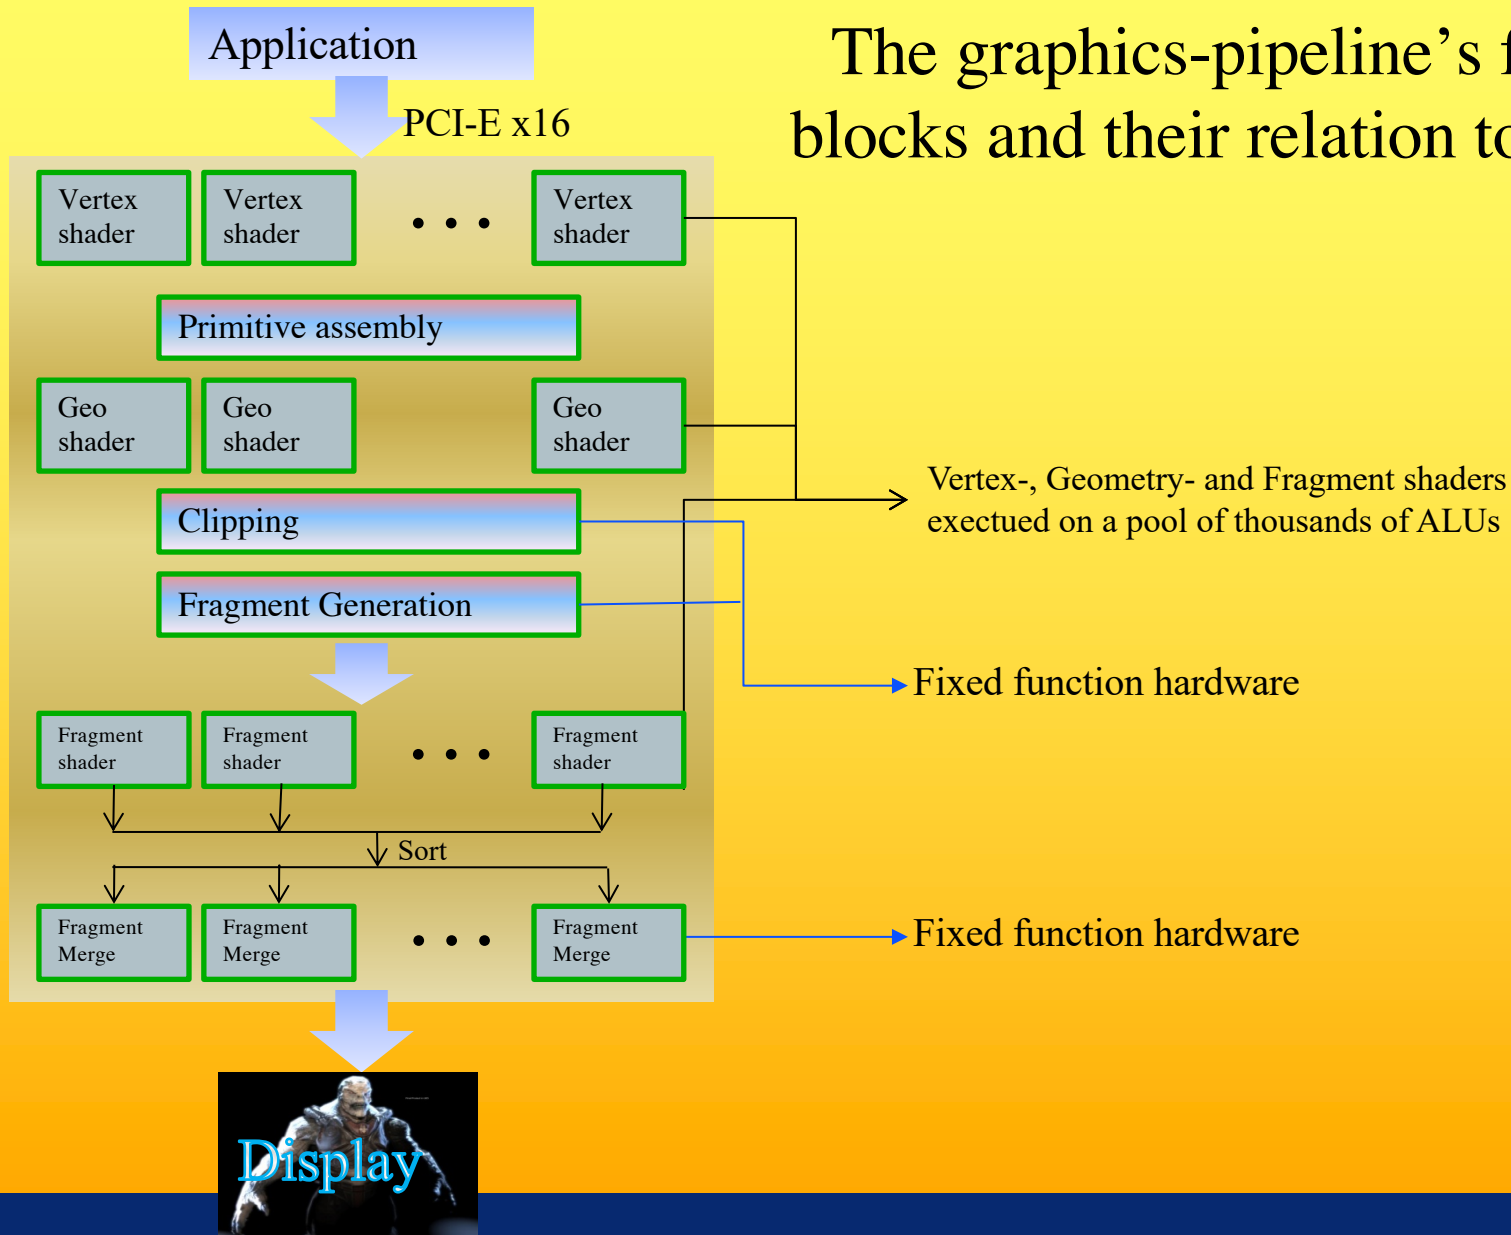 Application
The graphics-pipeline's
blocks and their relation to
PCI-E x16
Vertex
shader
Vertex
shader
• • •
Vertex
shader
Primitive assembly
Geo
shader
Geo
shader
Geo
shader
Clipping
Vertex-, Geometry- and Fragment shaders
exectued on a pool of thousands of ALUs
Fragment Generation
Fixed function hardware
Fragment
shader
Fragment
shader
• • •
Fragment
shader
Sort
Fragment
Merge
Fragment
Merge
• • •
Fragment
Merge
Fixed function hardware
Display